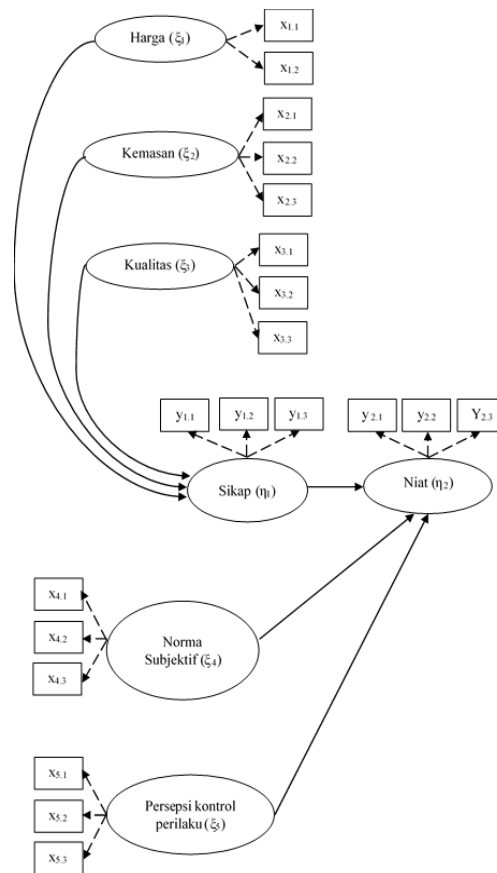 Harga (ξ₁)
x₁.₁
x₁.₂
Kemasan (ξ₂)
x₂.₁
x₂.₂
x₂.₃
Kualitas (ξ₃)
x₃.₁
x₃.₂
x₃.₃
y₁.₁
y₁.₂
y₁.₃
y₂.₁
y₂.₂
Y₂.₃
Sikap (η₁)
Niat (η₂)
x₄.₁
x₄.₂
x₄.₃
Norma
Subjektif (ξ₄)
x₅.₁
x₅.₂
x₅.₃
Persepsi kontrol
perilaku (ξ₅)